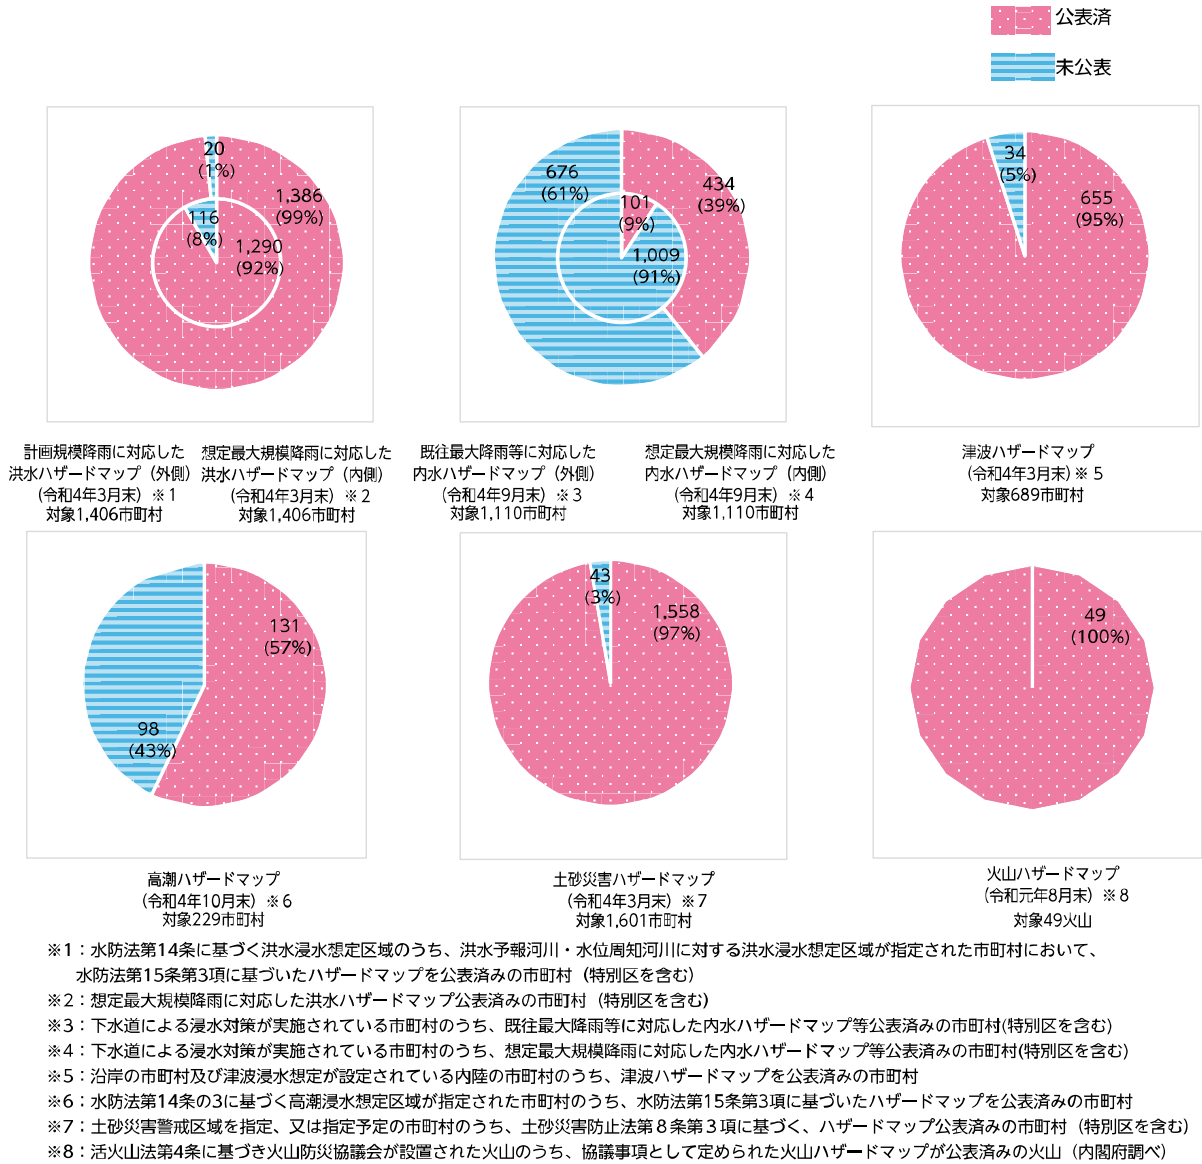 公表済
未公表
20
(1%)
1,386
(99%)
116
(8%)
1,290
(92%)
676
(61%)
434
(39%)
101
(9%)
1,009
(91%)
34
(5%)
655
(95%)
計画規模降雨に対応した
洪水ハザードマップ（外側）
（令和4年3月末）※1
対象1,406市町村
想定最大規模降雨に対応した
洪水ハザードマップ（内側）
（令和4年3月末）※2
対象1,406市町村
既往最大降雨等に対応した
内水ハザードマップ（外側）
（令和4年9月末）※3
対象1,110市町村
想定最大規模降雨に対応した
内水ハザードマップ（内側）
（令和4年9月末）※4
対象1,110市町村
津波ハザードマップ
（令和4年3月末）※5
対象689市町村
131
(57%)
98
(43%)
43
(3%)
1,558
(97%)
49
(100%)
高潮ハザードマップ
（令和4年10月末）※6
対象229市町村
土砂災害ハザードマップ
（令和4年3月末）※7
対象1,601市町村
火山ハザードマップ
（令和元年8月末）※8
対象49火山
※1：水防法第14条に基づく洪水浸水想定区域のうち、洪水予報河川・水位周知河川に対する洪水浸水想定区域が指定された市町村において、
水防法第15条第3項に基づいたハザードマップを公表済みの市町村（特別区を含む）
※2：想定最大規模降雨に対応した洪水ハザードマップ公表済みの市町村（特別区を含む）
※3：下水道による浸水対策が実施されている市町村のうち、既往最大降雨等に対応した内水ハザードマップ等公表済みの市町村(特別区を含む)
※4：下水道による浸水対策が実施されている市町村のうち、想定最大規模降雨に対応した内水ハザードマップ等公表済みの市町村(特別区を含む)
※5：沿岸の市町村及び津波浸水想定が設定されている内陸の市町村のうち、津波ハザードマップを公表済みの市町村
※6：水防法第14条の3に基づく高潮浸水想定区域が指定された市町村のうち、水防法第15条第3項に基づいたハザードマップを公表済みの市町村
※7：土砂災害警戒区域を指定、又は指定予定の市町村のうち、土砂災害防止法第８条第３項に基づく、ハザードマップ公表済みの市町村（特別区を含む）
※8：活火山法第4条に基づき火山防災協議会が設置された火山のうち、協議事項として定められた火山ハザードマップが公表済みの火山（内閣府調べ）